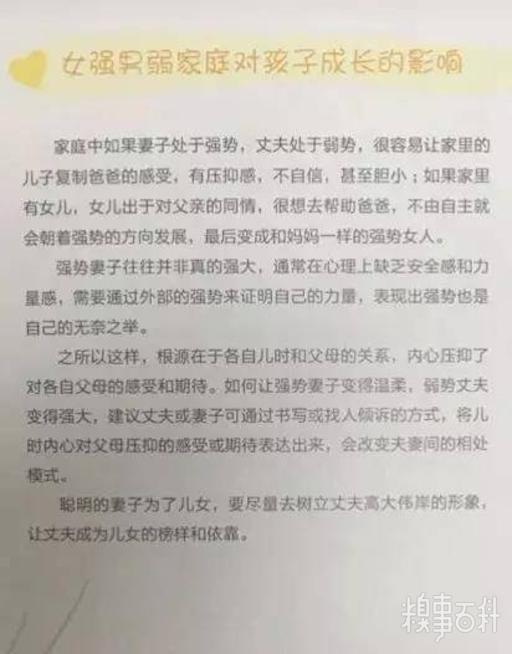 女强男弱家庭对孩子成长的影响
家庭中如果妻子处于强势，丈夫处于弱势，很容易让家里的
儿子复制爸爸的感受，有压抑感，不自信，甚至胆小；如果家里
有女儿，女儿出于对父亲的同情，很想去帮助爸爸，不由自主就
会朝着强势的方向发展，最后变成和妈妈一样的强势女人。
强势妻子往往并非真的强大，通常在心理上缺乏安全感和力
量感，需要通过外部的强势来证明自己的力量，表现出强势也是
自己的无奈之举。
之所以这样，根源在于各自儿时和父母的关系，内心压抑了
对各自父母的感受和期待。如何让强势妻子变得温柔，弱势丈夫
变得强大，建议丈夫或妻子可通过书写或找人倾诉的方式，将儿
时内心对父母压抑的感受或期待表达出来，会改变夫妻间的相处
模式。
聪明的妻子为了儿女，要尽量去树立丈夫高大伟岸的形象，
让丈夫成为儿女的榜样和依靠。
糗事百科